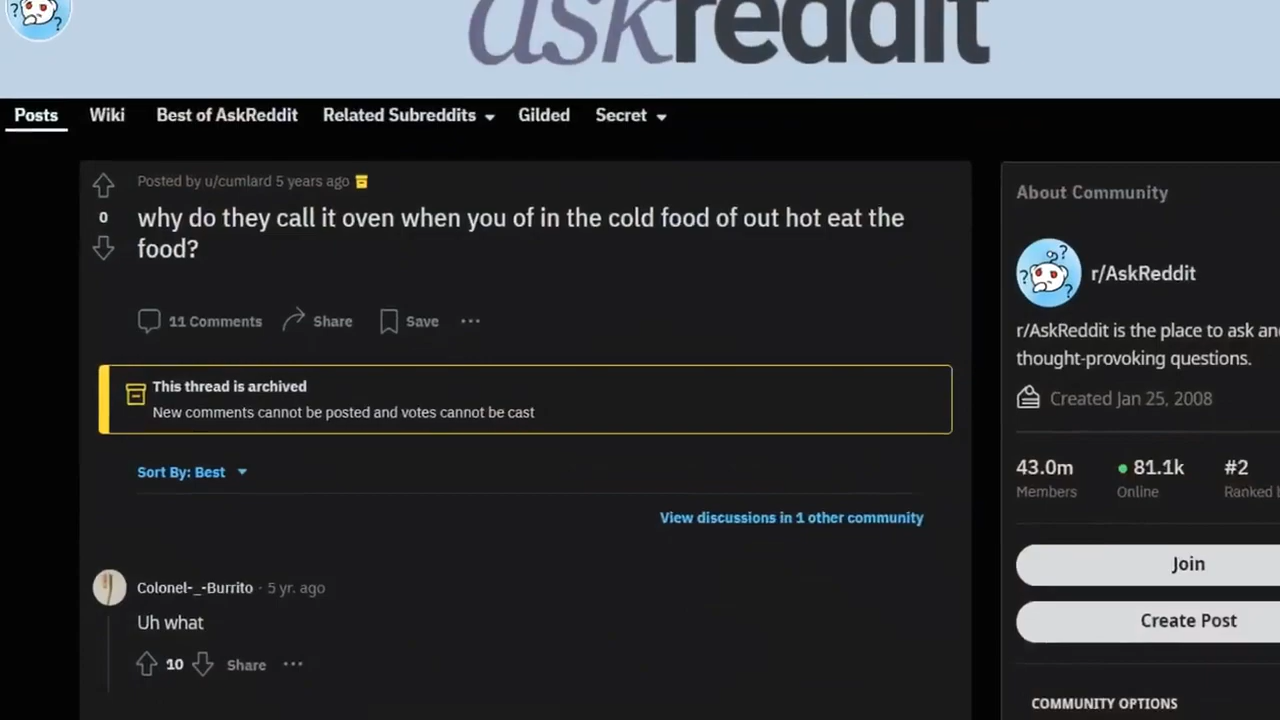 askreddit
Posts Wiki Best of AskReddit Related Subreddits Gilded Secret
Posted by u/cumlard 5 years ago
0
why do they call it oven when you of in the cold food of out hot eat the
food?
11 Comments Share Save ...
This thread is archived
New comments cannot be posted and votes cannot be cast
Sort By: Best
View discussions in 1 other community
Colonel-_-Burrito · 5 yr. ago
Uh what
10 Share ...
About Community
r/AskReddit
r/AskReddit is the place to ask an
thought-provoking questions.
Created Jan 25, 2008
43.0m 81.1k #2
Members Online Ranked
Join
Create Post
COMMUNITY OPTIONS